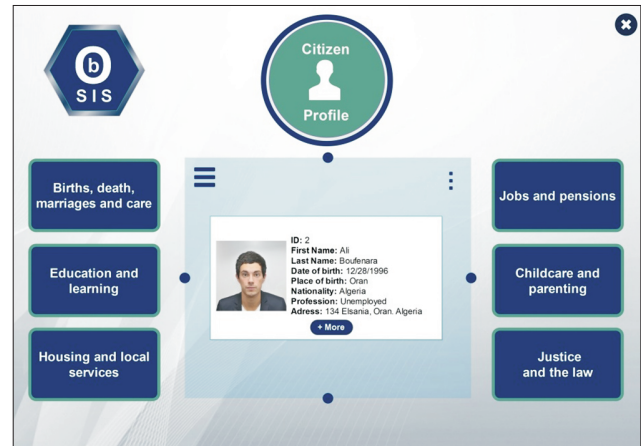 b
SIS
Citizen
Profile
Births, death,
marriages and care
Education and
learning
Housing and local
services
ID: 2
First Name: Ali
Last Name: Boufenara
Date of birth: 12/28/1996
Place of birth: Oran
Nationality: Algeria
Profession: Unemployed
Adress: 134 Elsania, Oran. Algeria
+ More
Jobs and pensions
Childcare and
parenting
Justice
and the law